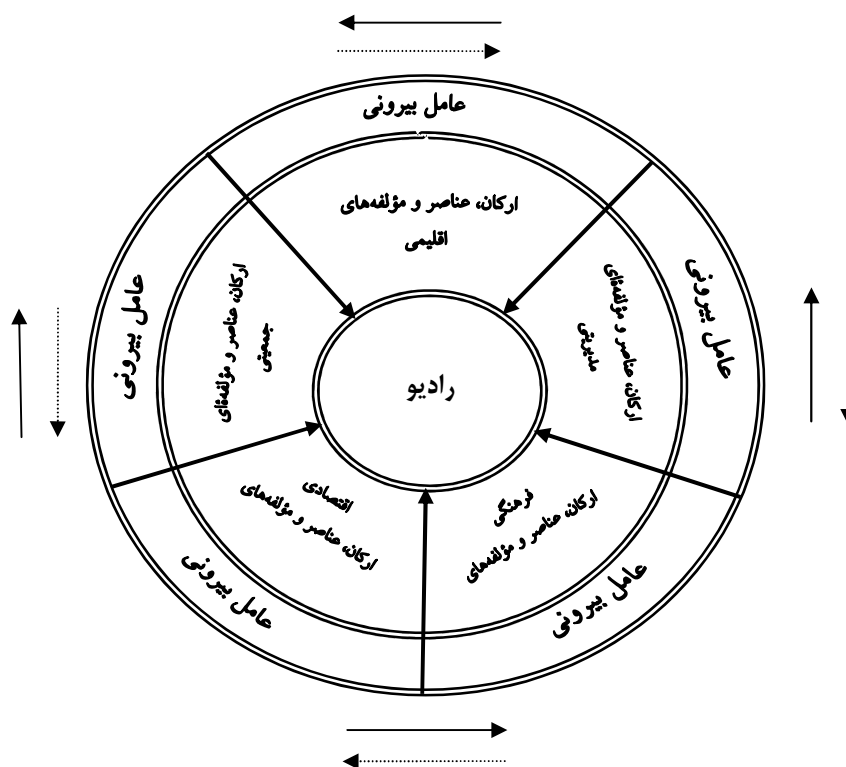 عامل بیرونی
ارکان، عناصر و مؤلفه‌های
اقلیمی
عامل بیرونی
ارکان، عناصر و مؤلفه‌های
مدیریتی
عامل بیرونی
ارکان، عناصر و مؤلفه‌های
جمعیتی
رادیو
فرهنگی
ارکان، عناصر و مؤلفه‌های
عامل بیرونی
اقتصادی
ارکان، عناصر و مؤلفه‌های
عامل بیرونی